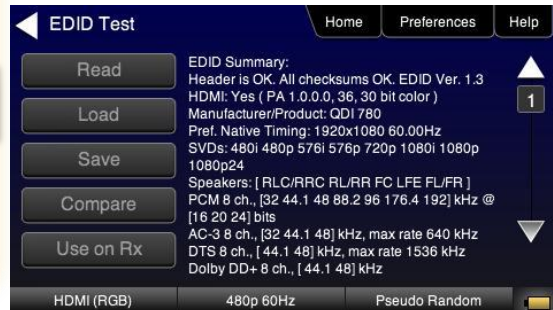 EDID Test
Home
Preferences
Help
Read
Load
Save
Compare
Use on Rx
EDID Summary:
Header is OK. All checksums OK. EDID Ver. 1.3
HDMI: Yes ( PA 1.0.0.0, 36, 30 bit color )
Manufacturer/Product: QDI 780
Pref. Native Timing: 1920x1080 60.00Hz
SVDs: 480i 480p 576i 576p 720p 1080i 1080p
1080p24
Speakers: [ RLC/RRC RL/RR FC LFE FL/FR ]
PCM 8 ch., [32 44.1 48 88.2 96 176.4 192] kHz @
[16 20 24] bits
AC-3 8 ch., [32 44.1 48] kHz, max rate 640 kHz
DTS 8 ch., [ 44.1 48] kHz, max rate 1536 kHz
Dolby DD+ 8 ch., [ 44.1 48] kHz
1
HDMI (RGB)
480p 60Hz
Pseudo Random